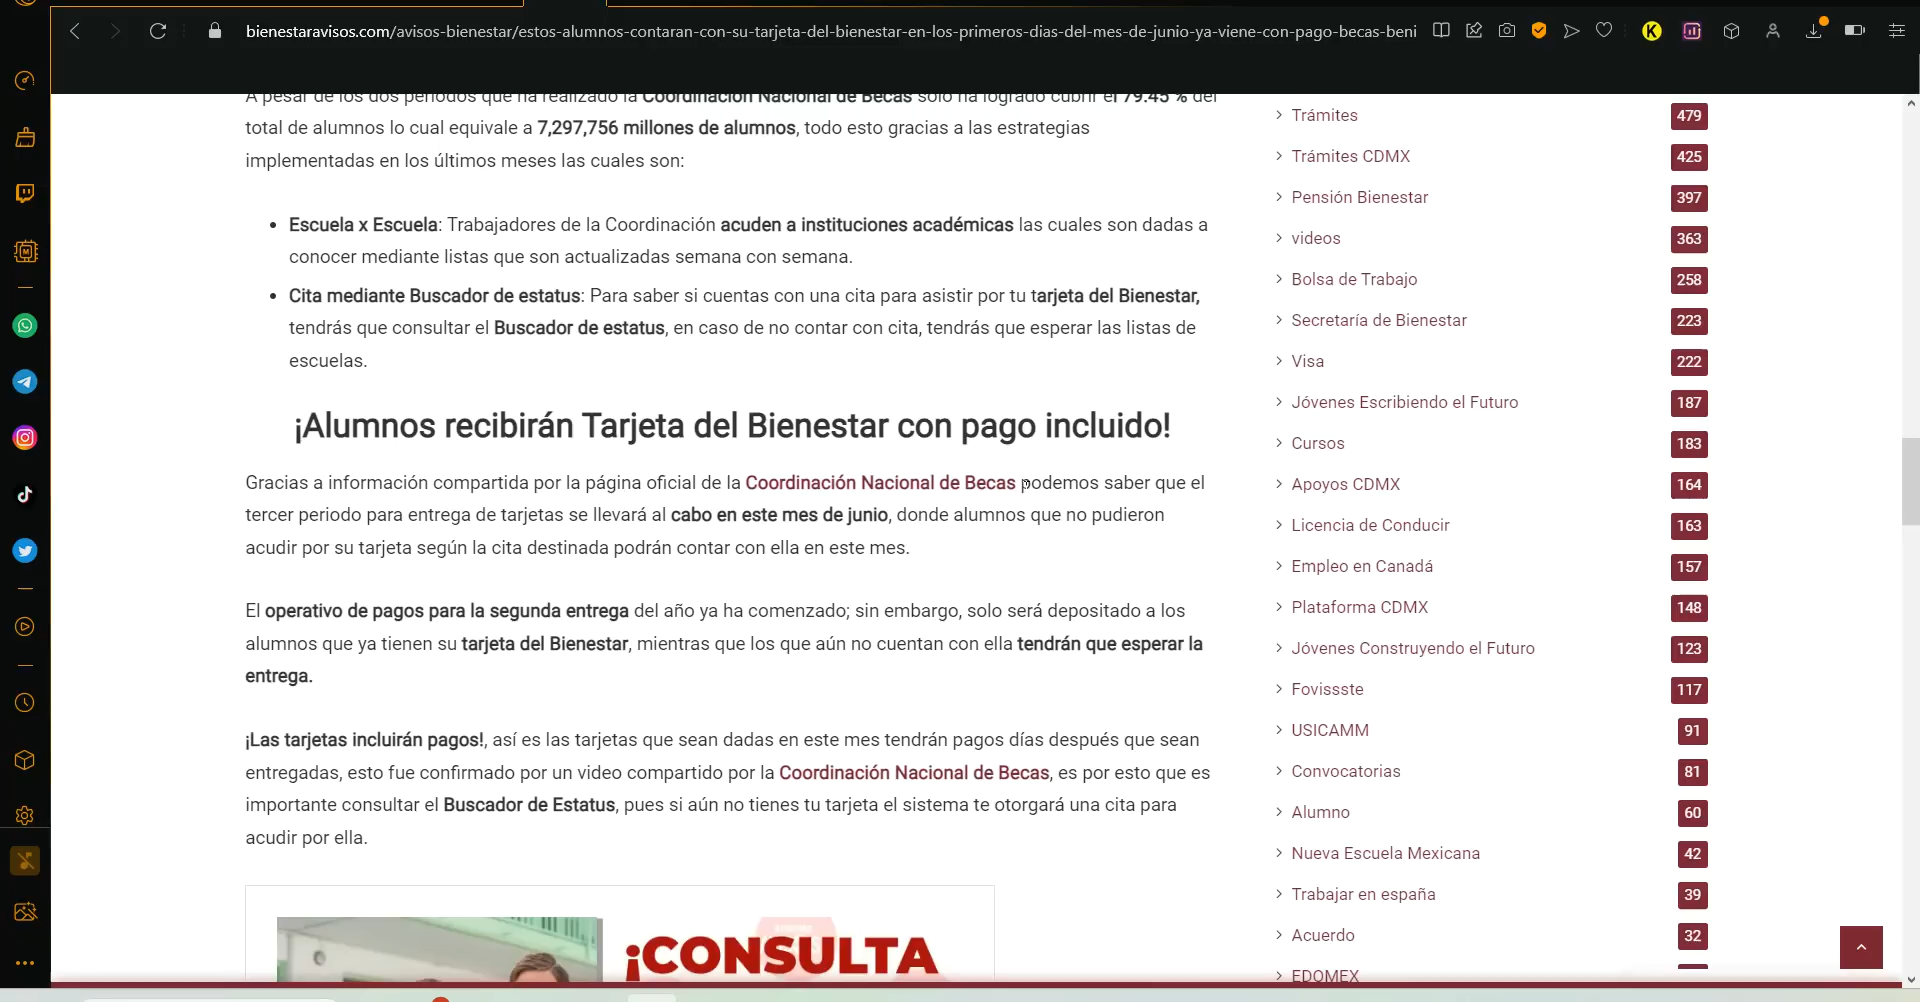 bienestaravisos.com/avisos-bienestar/estos-alumnos-contaran-con-su-tarjeta-del-bienestar-en-los-primeros-dias-del-mes-de-junio-ya-viene-con-pago-becas-beni
A pesar de los dos periodos que ha realizado la Coordinación Nacional de Becas solo ha logrado cubrir el 79.45 % del
total de alumnos lo cual equivale a 7,297,756 millones de alumnos, todo esto gracias a las estrategias
implementadas en los últimos meses las cuales son:
Escuela x Escuela: Trabajadores de la Coordinación acuden a instituciones académicas las cuales son dadas a
conocer mediante listas que son actualizadas semana con semana.
Cita mediante Buscador de estatus: Para saber si cuentas con una cita para asistir por tu tarjeta del Bienestar,
tendrás que consultar el Buscador de estatus, en caso de no contar con cita, tendrás que esperar las listas de
escuelas.
¡Alumnos recibirán Tarjeta del Bienestar con pago incluido!
Gracias a información compartida por la página oficial de la Coordinación Nacional de Becas podemos saber que el
tercer periodo para entrega de tarjetas se llevará al cabo en este mes de junio, donde alumnos que no pudieron
acudir por su tarjeta según la cita destinada podrán contar con ella en este mes.
El operativo de pagos para la segunda entrega del año ya ha comenzado; sin embargo, solo será depositado a los
alumnos que ya tienen su tarjeta del Bienestar, mientras que los que aún no cuentan con ella tendrán que esperar la
entrega.
¡Las tarjetas incluirán pagos!, así es las tarjetas que sean dadas en este mes tendrán pagos días después que sean
entregadas, esto fue confirmado por un video compartido por la Coordinación Nacional de Becas, es por esto que es
importante consultar el Buscador de Estatus, pues si aún no tienes tu tarjeta el sistema te otorgará una cita para
acudir por ella.
¡CONSULTA
Trámites 479
Trámites CDMX 425
Pensión Bienestar 397
videos 363
Bolsa de Trabajo 258
Secretaría de Bienestar 223
Visa 222
Jóvenes Escribiendo el Futuro 187
Cursos 183
Apoyos CDMX 164
Licencia de Conducir 163
Empleo en Canadá 157
Plataforma CDMX 148
Jóvenes Construyendo el Futuro 123
Fovissste 117
USICAMM 91
Convocatorias 81
Alumno 60
Nueva Escuela Mexicana 42
Trabajar en españa 39
Acuerdo 32
EDOMEX